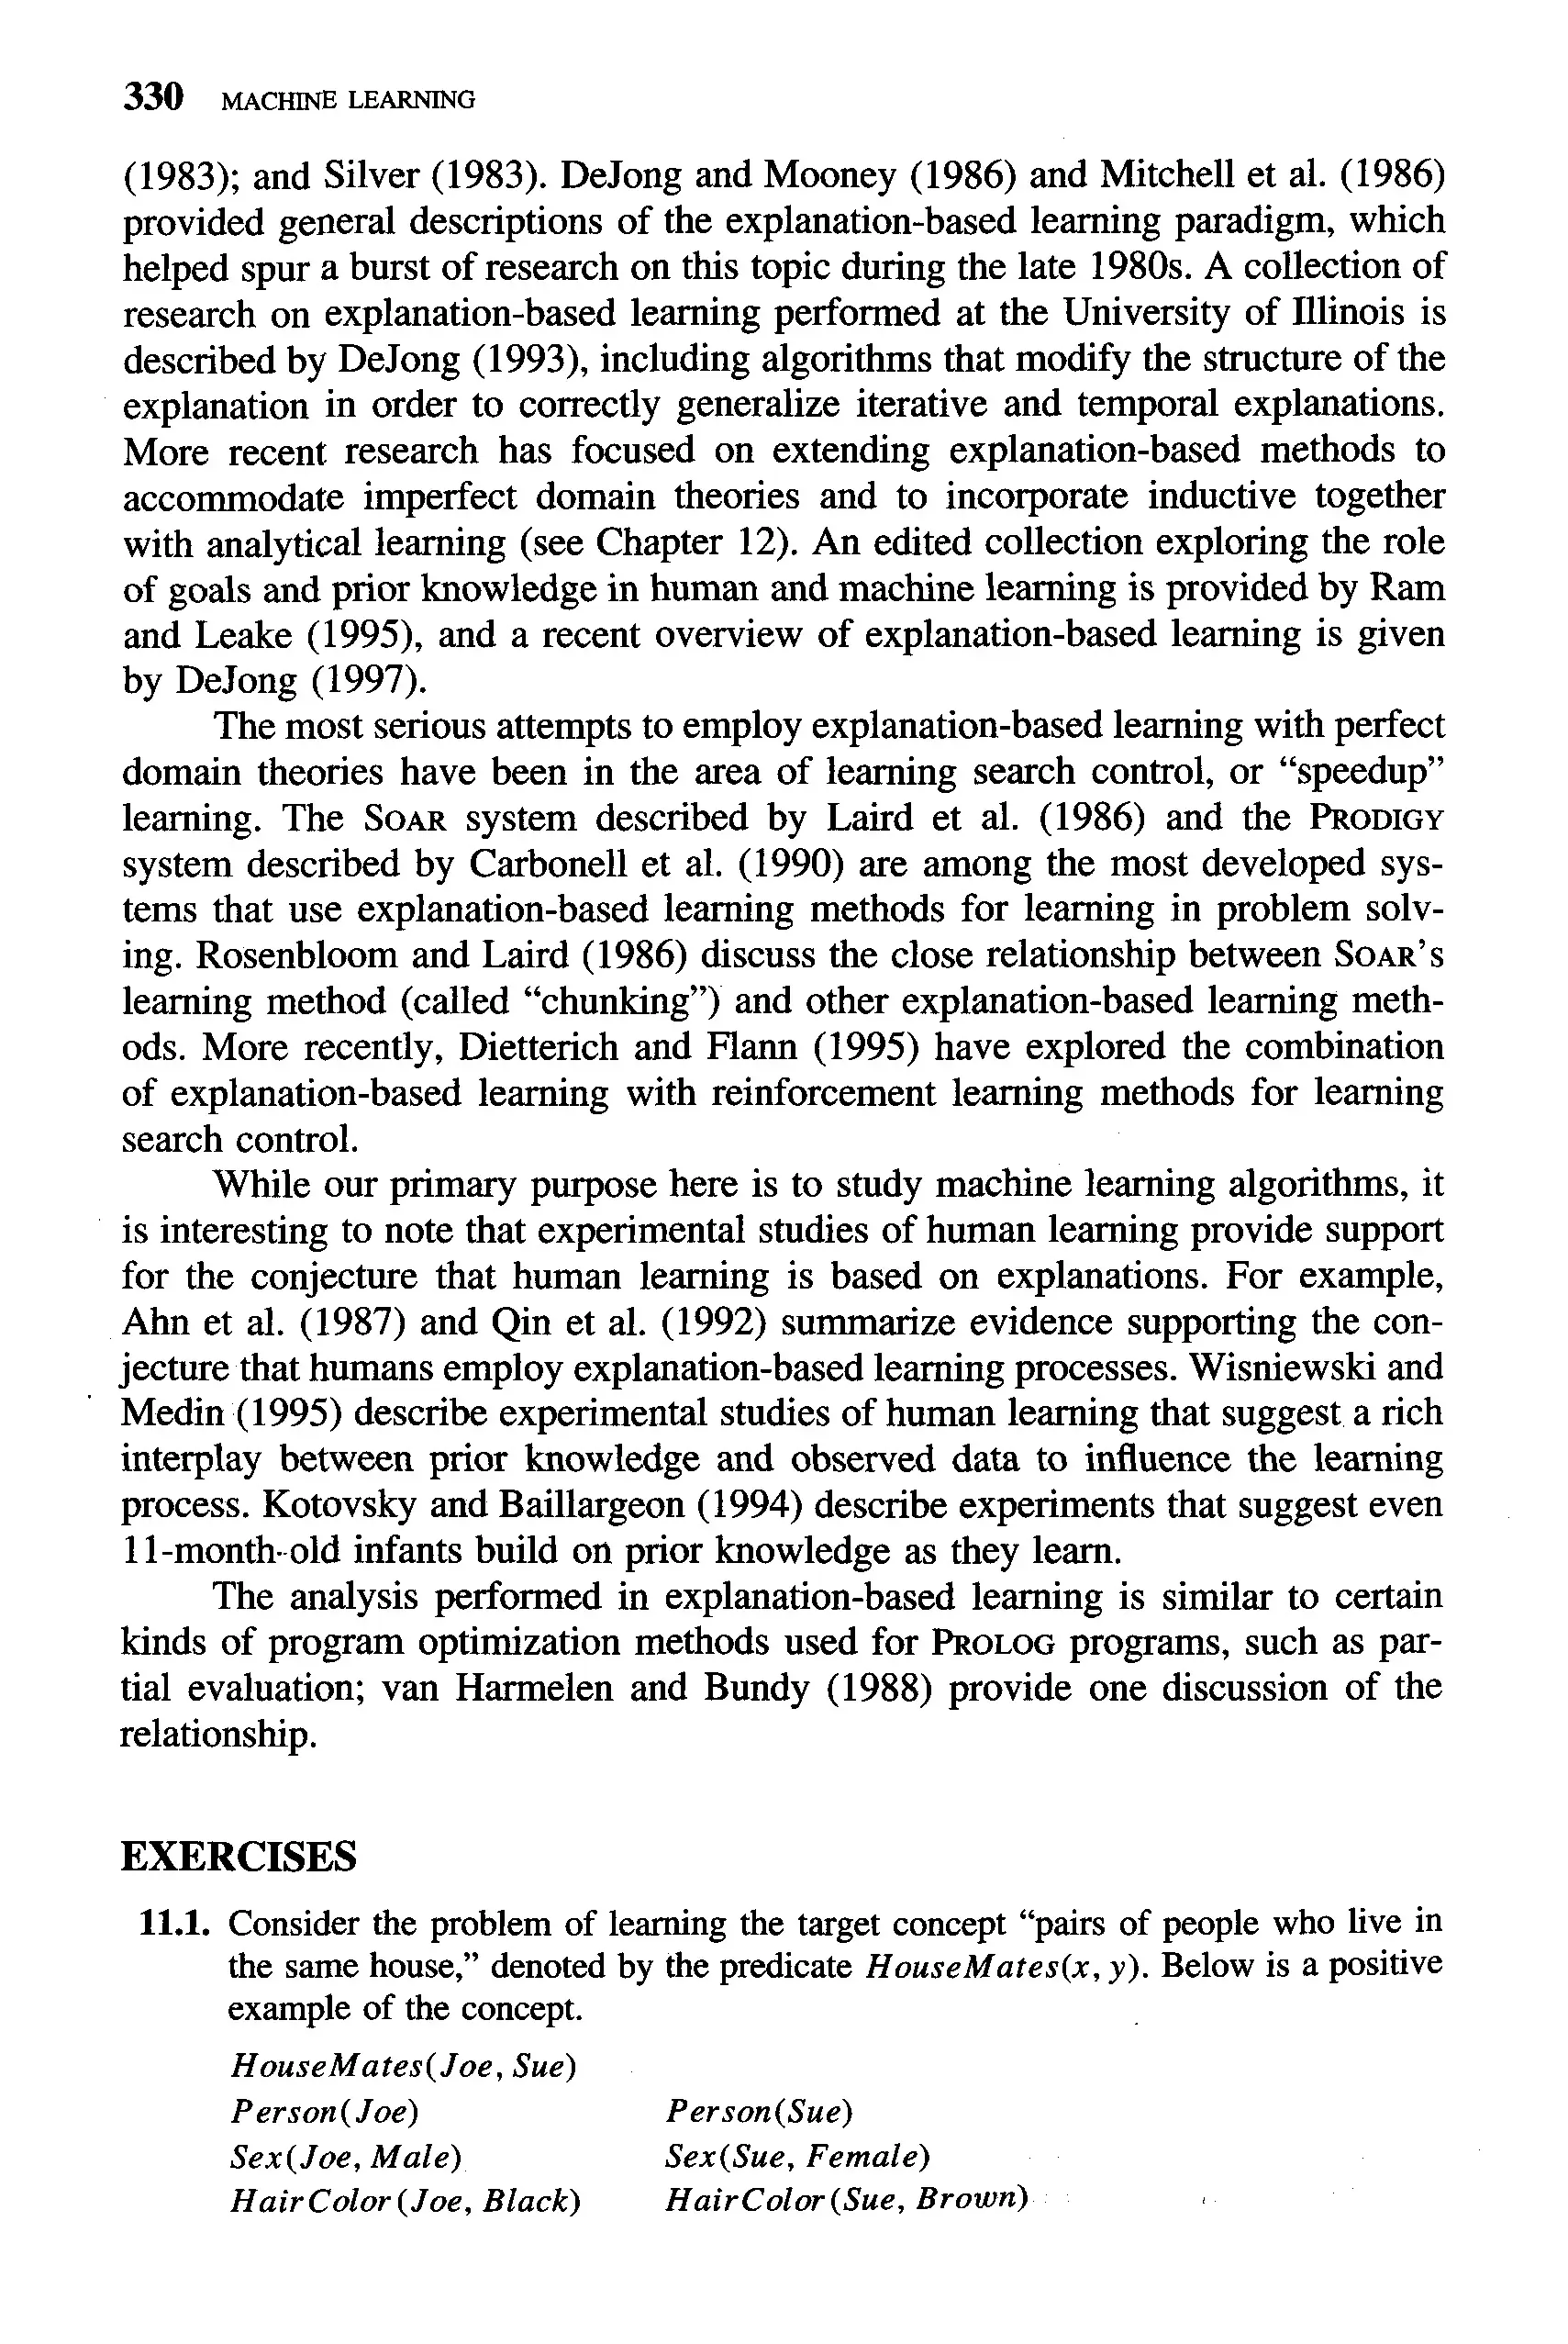 330 MACHINE LEARNING
(1983); and Silver (1983). DeJong and Mooney (1986) and Mitchell et al. (1986)
provided general descriptions of the explanation-based learning paradigm, which
helped spur a burst of research on this topic during the late 1980s. A collection of
research on explanation-based learning performed at the University of Illinois is
described by DeJong (1993), including algorithms that modify the structure of the
explanation in order to correctly generalize iterative and temporal explanations.
More recent research has focused on extending explanation-based methods to
accommodate imperfect domain theories and to incorporate inductive together
with analytical learning (see Chapter 12). An edited collection exploring the role
of goals and prior knowledge in human and machine learning is provided by Ram
and Leake (1995), and a recent overview of explanation-based learning is given
by DeJong (1997).
The most serious attempts to employ explanation-based learning with perfect
domain theories have been in the area of learning search control, or “speedup”
learning. The SOAR system described by Laird et al. (1986) and the PRODIGY
system described by Carbonell et al. (1990) are among the most developed sys-
tems that use explanation-based learning methods for learning in problem solv-
ing. Rosenbloom and Laird (1986) discuss the close relationship between SOAR’s
learning method (called “chunking”) and other explanation-based learning meth-
ods. More recently, Dietterich and Flann (1995) have explored the combination
of explanation-based learning with reinforcement learning methods for learning
search control.
While our primary purpose here is to study machine learning algorithms, it
is interesting to note that experimental studies of human learning provide support
for the conjecture that human learning is based on explanations. For example,
Ahn et al. (1987) and Qin et al. (1992) summarize evidence supporting the con-
jecture that humans employ explanation-based learning processes. Wisniewski and
Medin (1995) describe experimental studies of human learning that suggest a rich
interplay between prior knowledge and observed data to influence the learning
process. Kotovsky and Baillargeon (1994) describe experiments that suggest even
11-month-old infants build on prior knowledge as they learn.
The analysis performed in explanation-based learning is similar to certain
kinds of program optimization methods used for PROLOG programs, such as par-
tial evaluation; van Harmelen and Bundy (1988) provide one discussion of the
relationship.
EXERCISES
11.1. Consider the problem of learning the target concept “pairs of people who live in
the same house,” denoted by the predicate HouseMates(x, y). Below is a positive
example of the concept.
HouseMates(Joe, Sue)
Person(Joe) Person(Sue)
Sex(Joe, Male) Sex(Sue, Female)
HairColor(Joe, Black) HairColor(Sue, Brown)